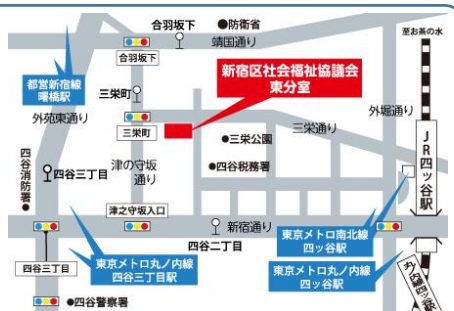 合羽坂下
●防衛省
靖国通り
至お茶の水
合羽坂下
都営新宿線
曙橋駅
新宿区社会福祉協議会
東分室
三栄町
外苑東通り
三栄町
外堀通り
三栄通り
●三栄公園
JR四ッ谷駅
四谷消防署●
四谷三丁目
津の守坂
通り
●四谷税務署
津之守坂入口
新宿通り
四谷二丁目
東京メトロ南北線
四ッ谷駅
四谷三丁目
東京メトロ丸ノ内線
四谷三丁目駅
東京メトロ丸ノ内線
四ッ谷駅
●四谷警察署
丸ノ内線四ッ谷駅